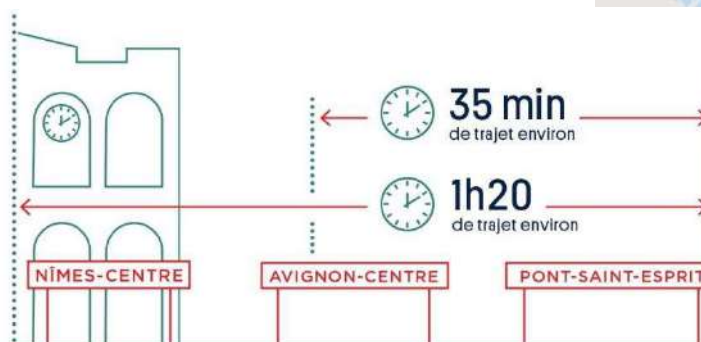 35 min
de trajet environ
1h20
de trajet environ
NÎMES-CENTRE
AVIGNON-CENTRE
PONT-SAINT-ESPRIT